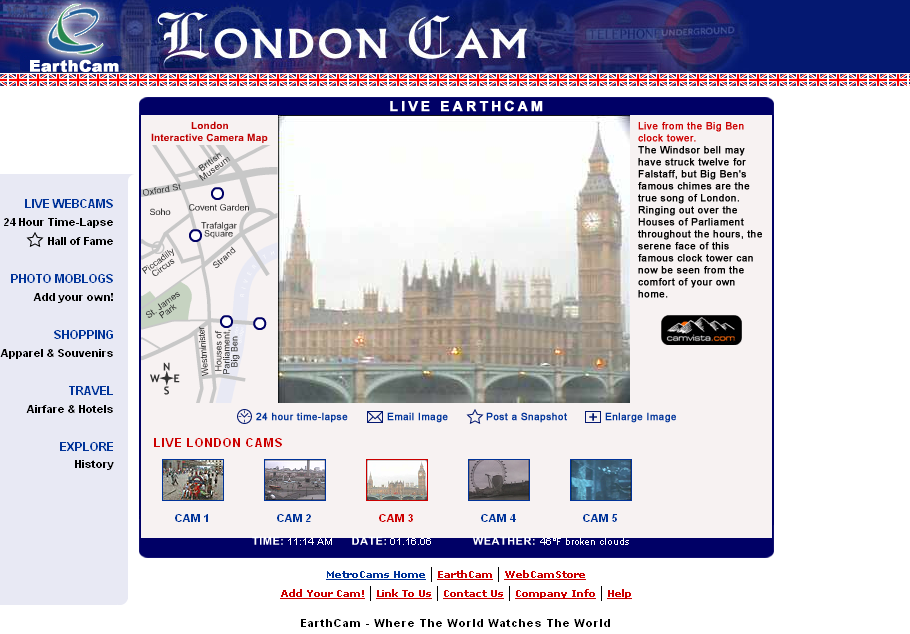 EarthCam
London Cam
TELEPHONE
UNDERGROUND
LIVE EARTHCAM
London
Interactive Camera Map
British
Museum
Oxford St
Soho
Covent Garden
Trafalgar
Square
Piccadilly
Circus
Strand
St. James
Park
Westminister
Houses of
Parliament,
Big Ben
N
W E
S
Live from the Big Ben
clock tower.
The Windsor bell may
have struck twelve for
Falstaff, but Big Ben's
famous chimes are the
true song of London.
Ringing out over the
Houses of Parliament
throughout the hours, the
serene face of this
famous clock tower can
now be seen from the
comfort of your own
home.
camvista.com
LIVE WEBCAMS
24 Hour Time-Lapse
Hall of Fame
PHOTO MOBLOGS
Add your own!
SHOPPING
Apparel & Souvenirs
TRAVEL
Airfare & Hotels
EXPLORE
History
24 hour time-lapse
Email Image
Post a Snapshot
Enlarge Image
LIVE LONDON CAMS
CAM 1
CAM 2
CAM 3
CAM 4
CAM 5
TIME: 11:14 AM DATE: 01.16.06 WEATHER: 46°F broken clouds
MetroCams Home | EarthCam | WebCamStore
Add Your Cam! | Link To Us | Contact Us | Company Info | Help
EarthCam - Where The World Watches The World